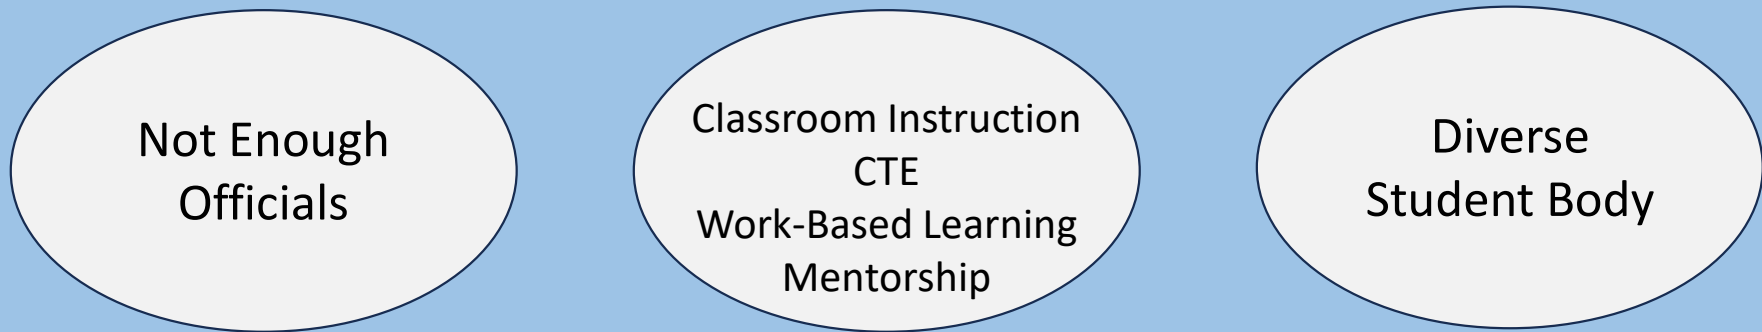 Not Enough
Officials
Classroom Instruction
CTE
Work-Based Learning
Mentorship
Diverse
Student Body